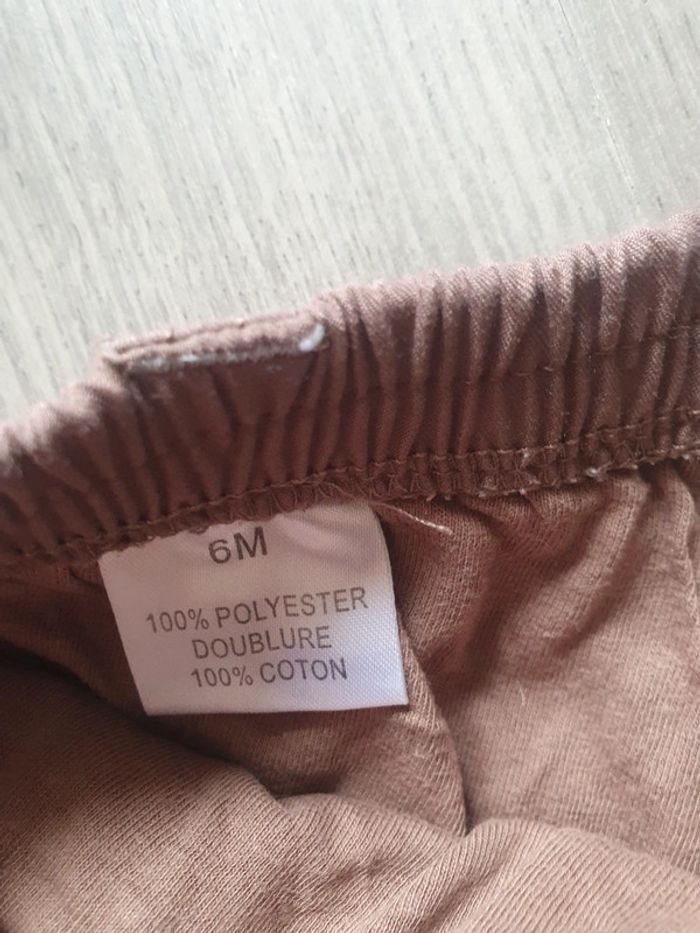 6M
100% POLYESTER
DOUBLURE
100% COTON